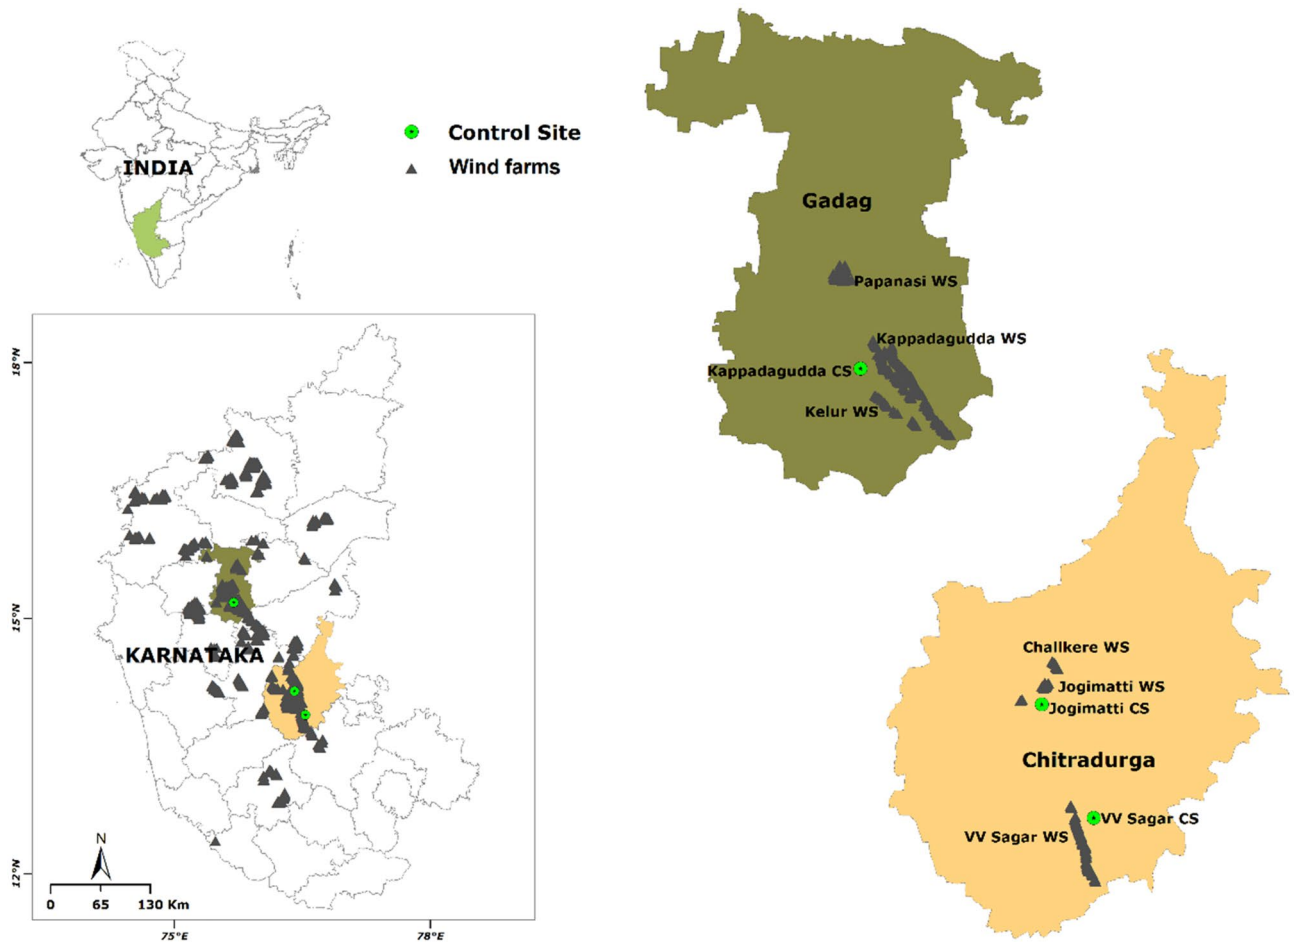 INDIA
Control Site
Wind farms
Gadag
Papanasi WS
Kappadagudda WS
Kappadagudda CS
Kelur WS
18°N
15°N
12°N
KARNATAKA
N
0 65 130 Km
75°E 78°E
Challkere WS
Jogimatti WS
Jogimatti CS
Chitradurga
VV Sagar CS
VV Sagar WS